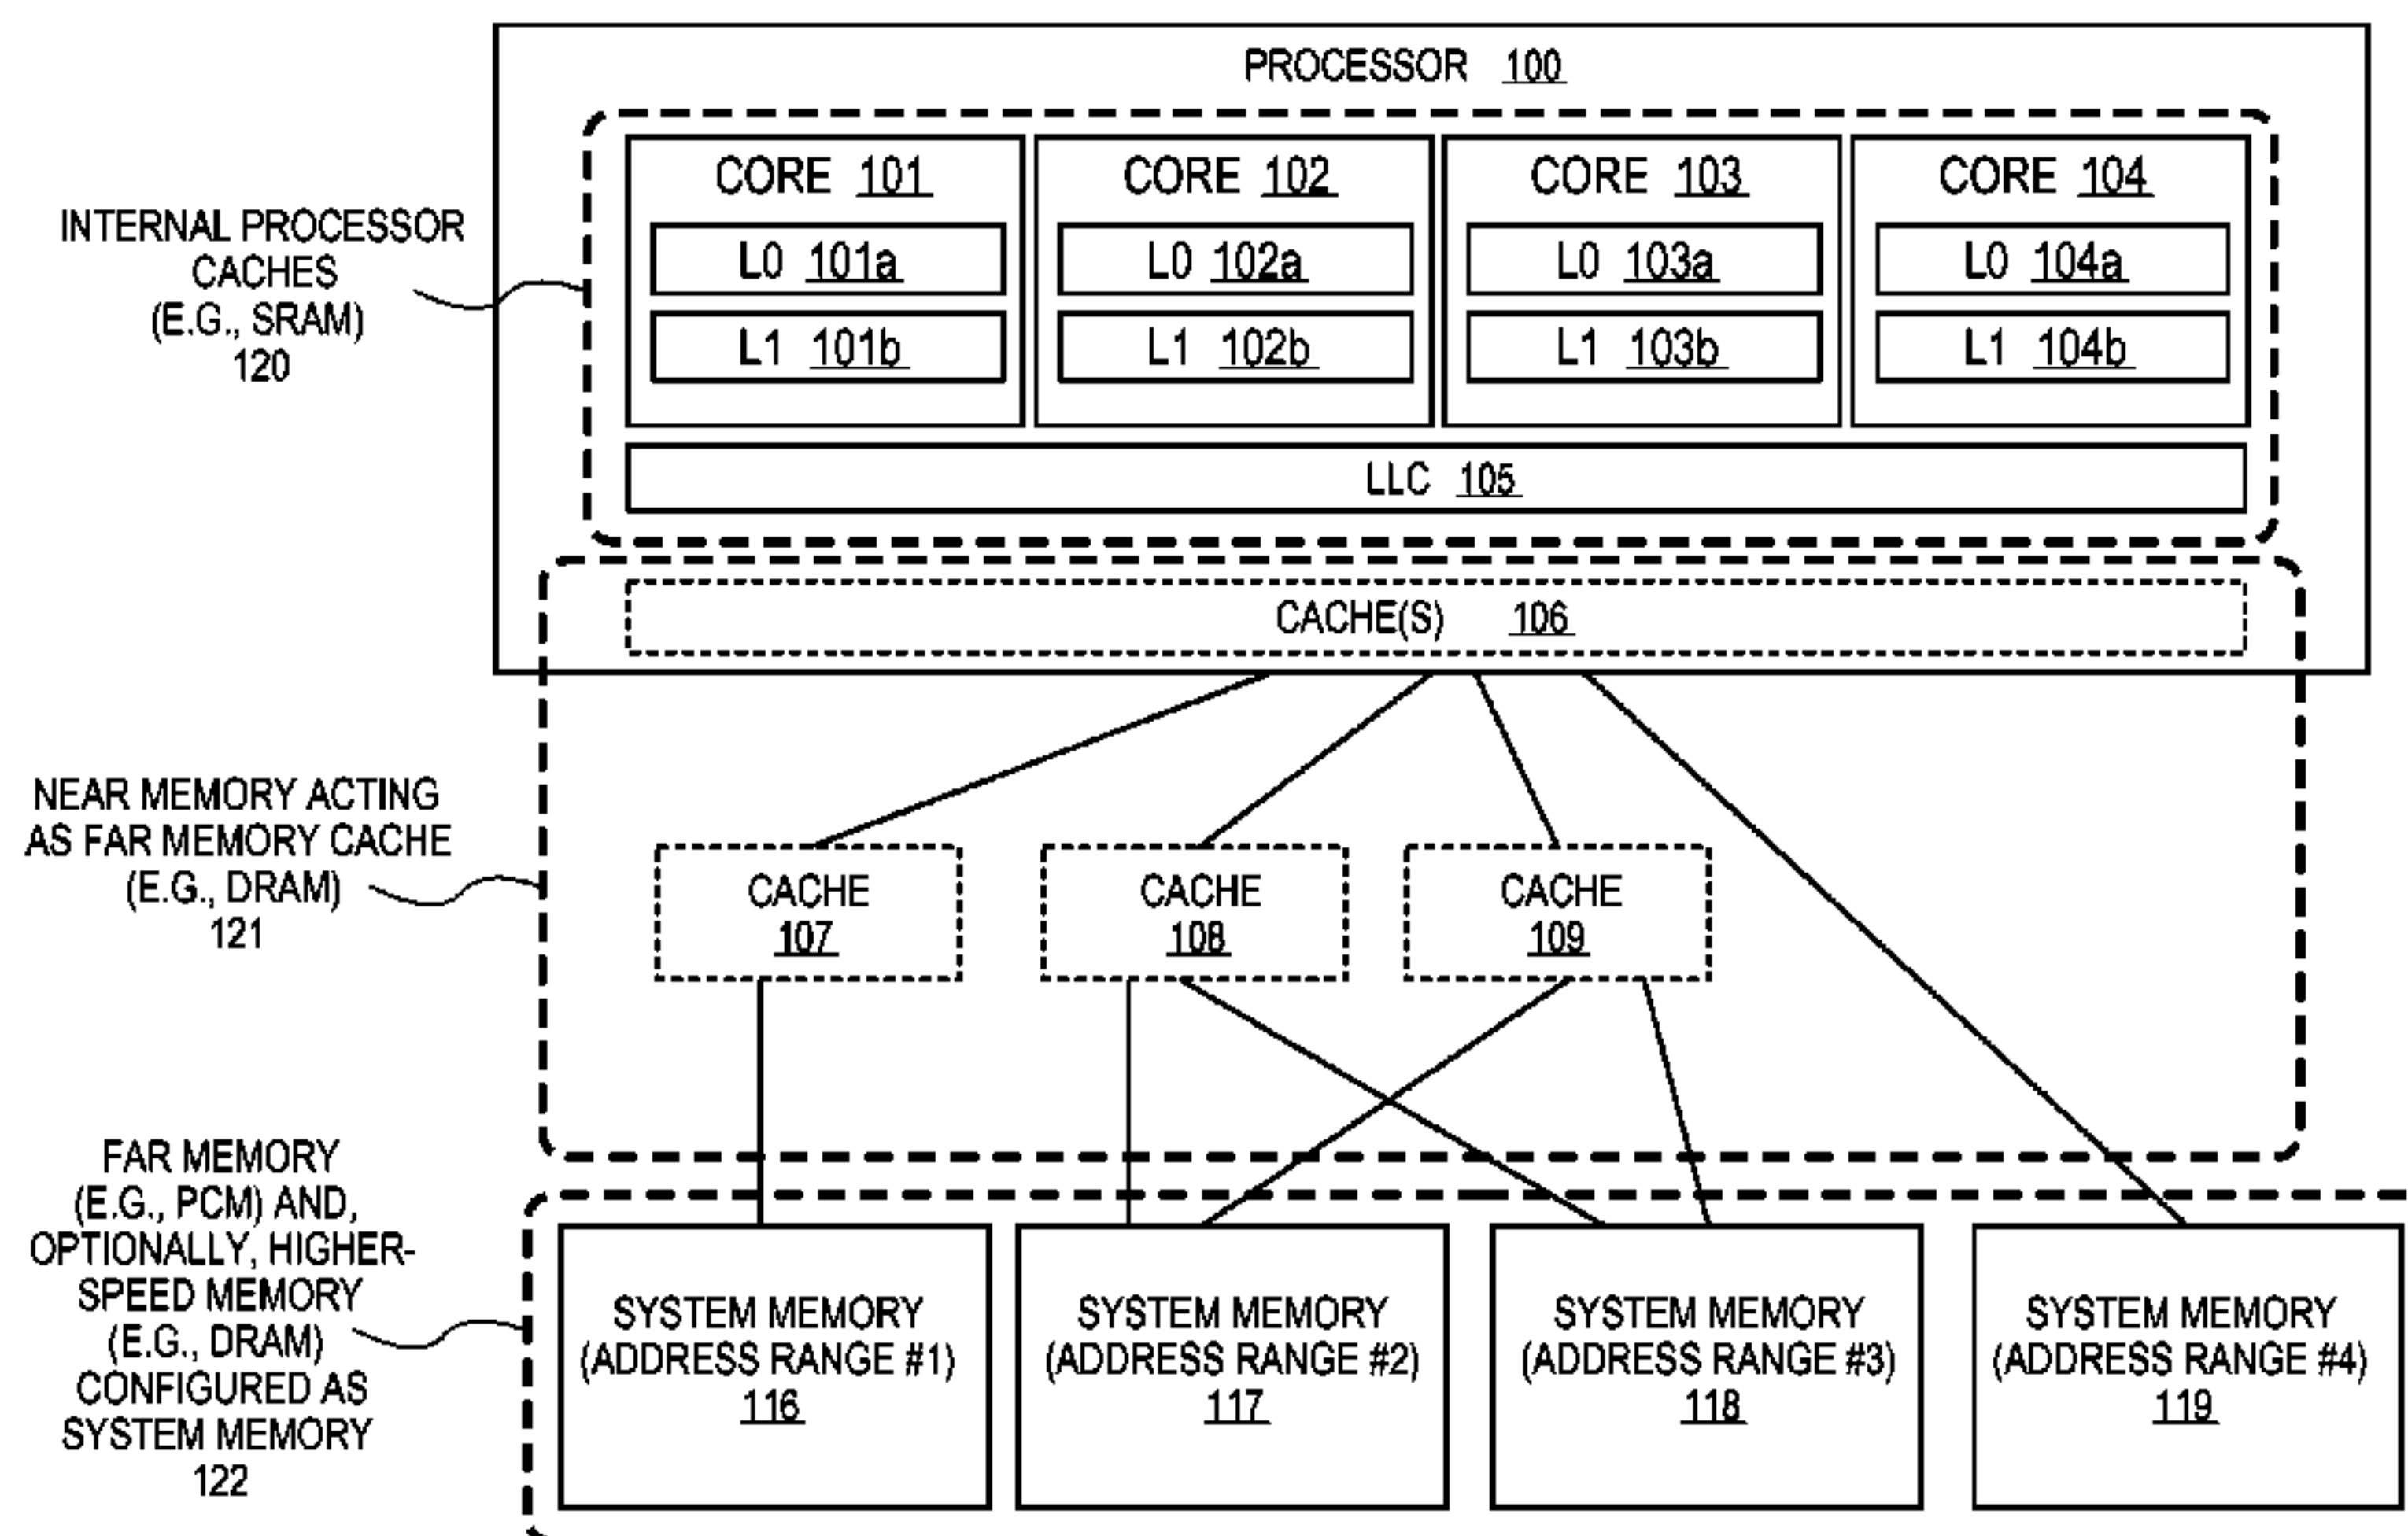 PROCESSOR 100
CORE 101
L0 101a
L1 101b
CORE 102
L0 102a
L1 102b
CORE 103
L0 103a
L1 103b
CORE 104
L0 104a
L1 104b
LLC 105
INTERNAL PROCESSOR
CACHES
(E.G., SRAM)
120
CACHE(S) 106
NEAR MEMORY ACTING
AS FAR MEMORY CACHE
(E.G., DRAM)
121
CACHE
107
CACHE
108
CACHE
109
FAR MEMORY
(E.G., PCM) AND,
OPTIONALLY, HIGHER-
SPEED MEMORY
(E.G., DRAM)
CONFIGURED AS
SYSTEM MEMORY
122
SYSTEM MEMORY
(ADDRESS RANGE #1)
116
SYSTEM MEMORY
(ADDRESS RANGE #2)
117
SYSTEM MEMORY
(ADDRESS RANGE #3)
118
SYSTEM MEMORY
(ADDRESS RANGE #4)
119